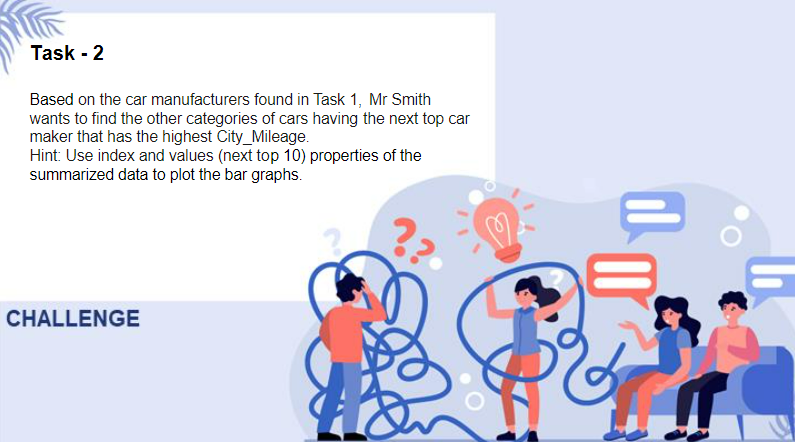 Task - 2
Based on the car manufacturers found in Task 1, Mr Smith
wants to find the other categories of cars having the next top car
maker that has the highest City_Mileage.
Hint: Use index and values (next top 10) properties of the
summarized data to plot the bar graphs.
?
??
?
CHALLENGE